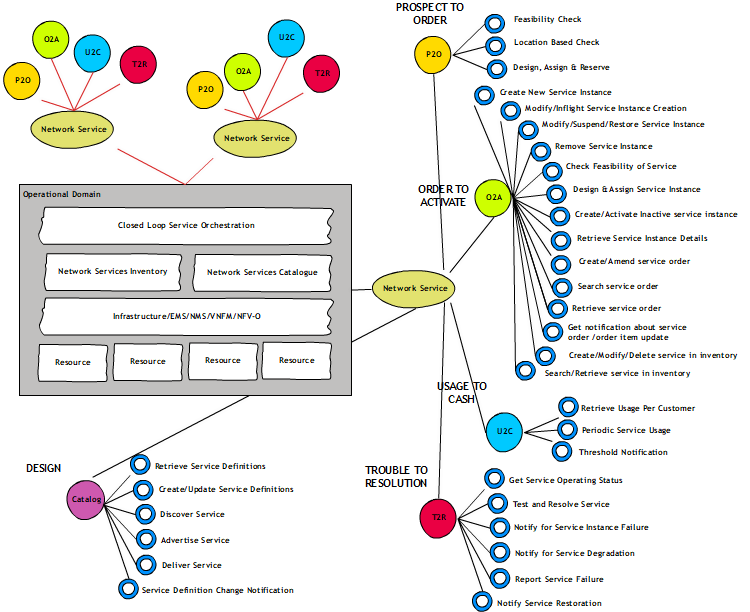 O2A
U2C
P2O
T2R
Network Service
U2C
O2A
T2R
P2O
Network Service
Operational Domain
Closed Loop Service Orchestration
Network Services Inventory
Network Services Catalogue
Infrastructure/EMS/NMS/VNFM/NFV-O
Resource
Resource
Resource
Resource
Network Service
PROSPECT TO
ORDER
P2O
Feasibility Check
Location Based Check
Design, Assign & Reserve
ORDER TO
ACTIVATE
O2A
Create New Service Instance
Modify/Inflight Service Instance Creation
Modify/Suspend/Restore Service Instance
Remove Service Instance
Check Feasibility of Service
Design & Assign Service Instance
Create/Activate Inactive service instance
Retrieve Service Instance Details
Create/Amend service order
Search service order
Retrieve service order
Get notification about service
order /order item update
Create/Modify/Delete service in inventory
Search/Retrieve service in inventory
USAGE TO
CASH
U2C
Retrieve Usage Per Customer
Periodic Service Usage
Threshold Notification
TROUBLE TO
RESOLUTION
T2R
Get Service Operating Status
Test and Resolve Service
Notify for Service Instance Failure
Notify for Service Degradation
Report Service Failure
Notify Service Restoration
DESIGN
Catalog
Retrieve Service Definitions
Create/Update Service Definitions
Discover Service
Advertise Service
Deliver Service
Service Definition Change Notification